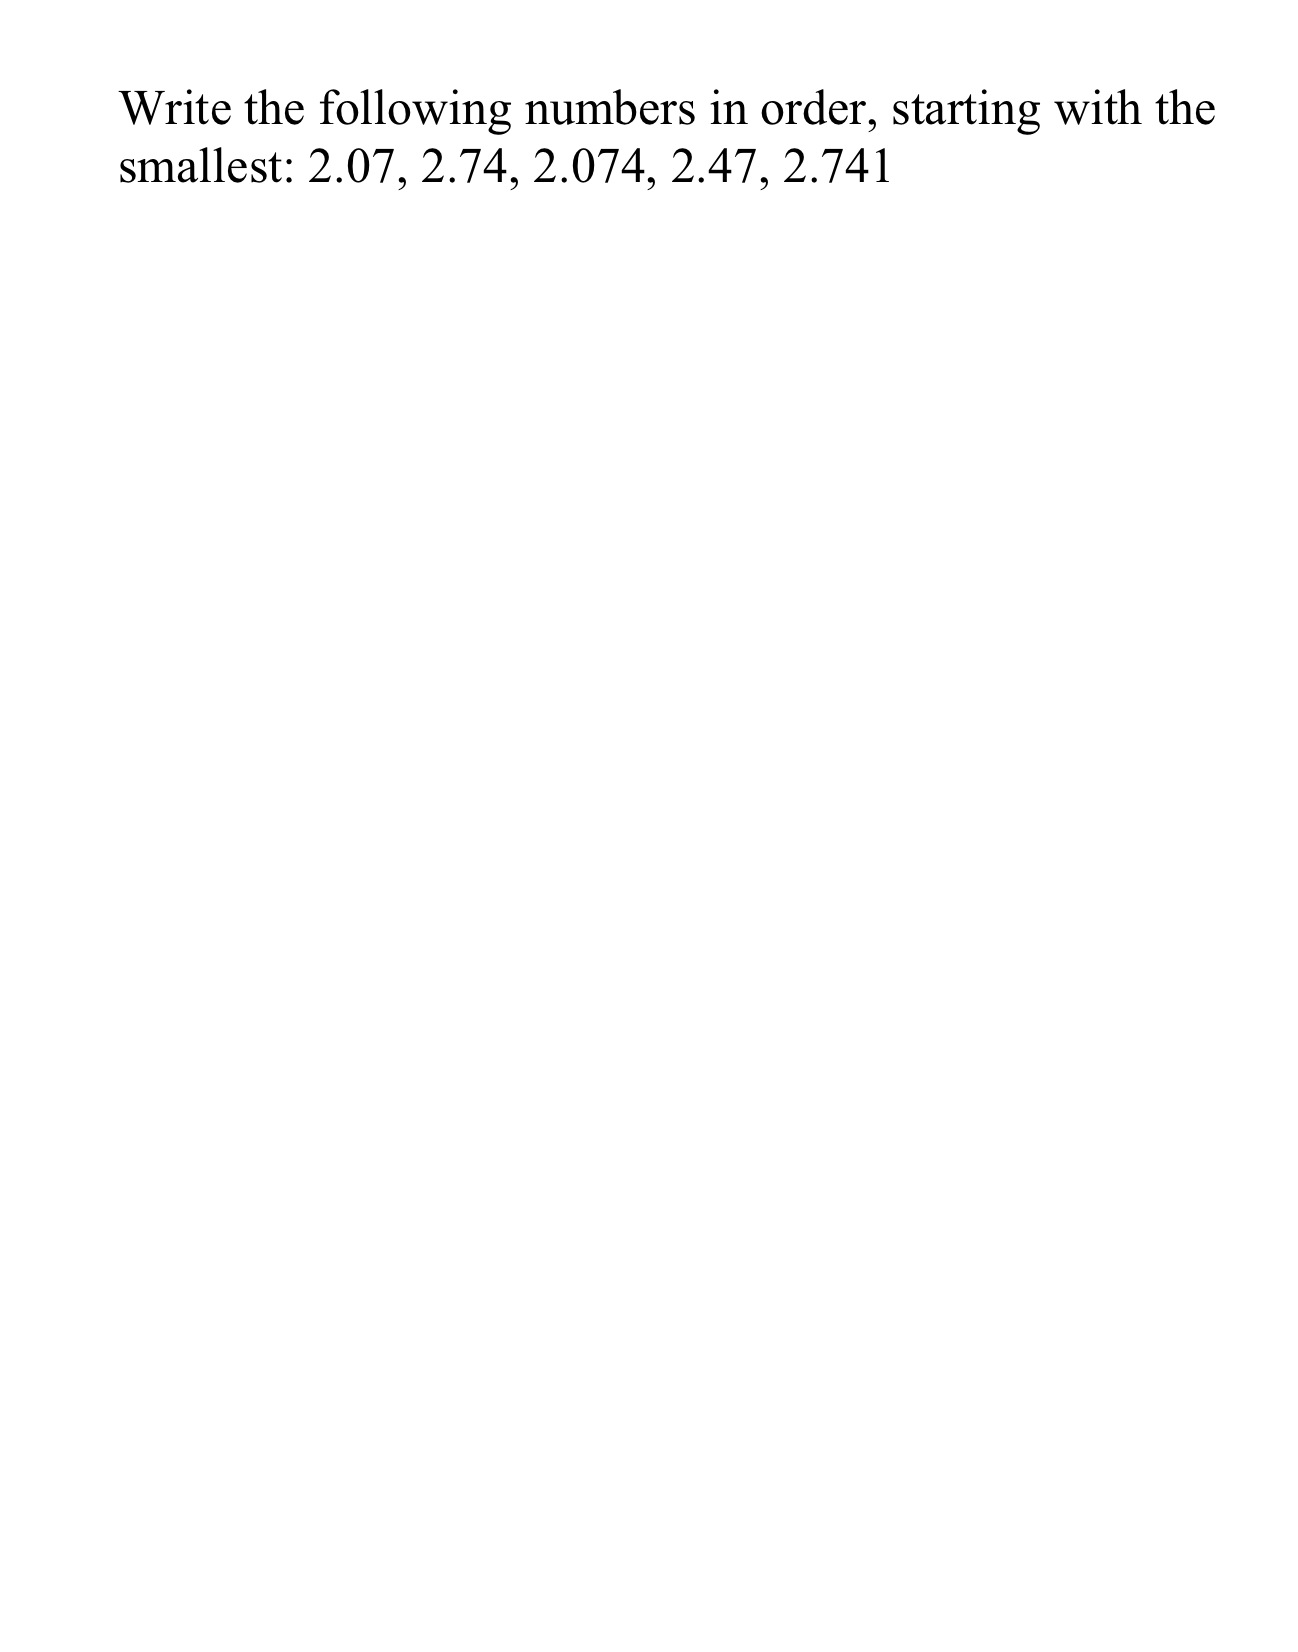 Write the following numbers in order, starting with the
smallest: 2.07, 2.74, 2.074, 2.47, 2.741